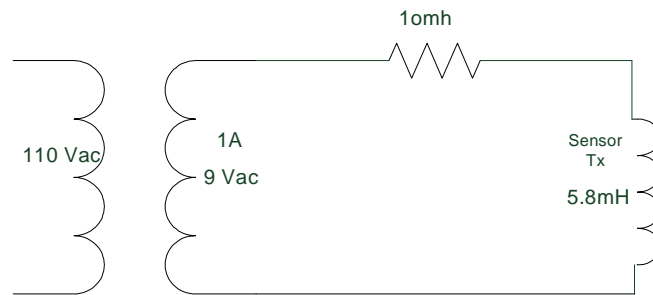 1omh
110 Vac
1A
9 Vac
Sensor
Tx
5.8mH